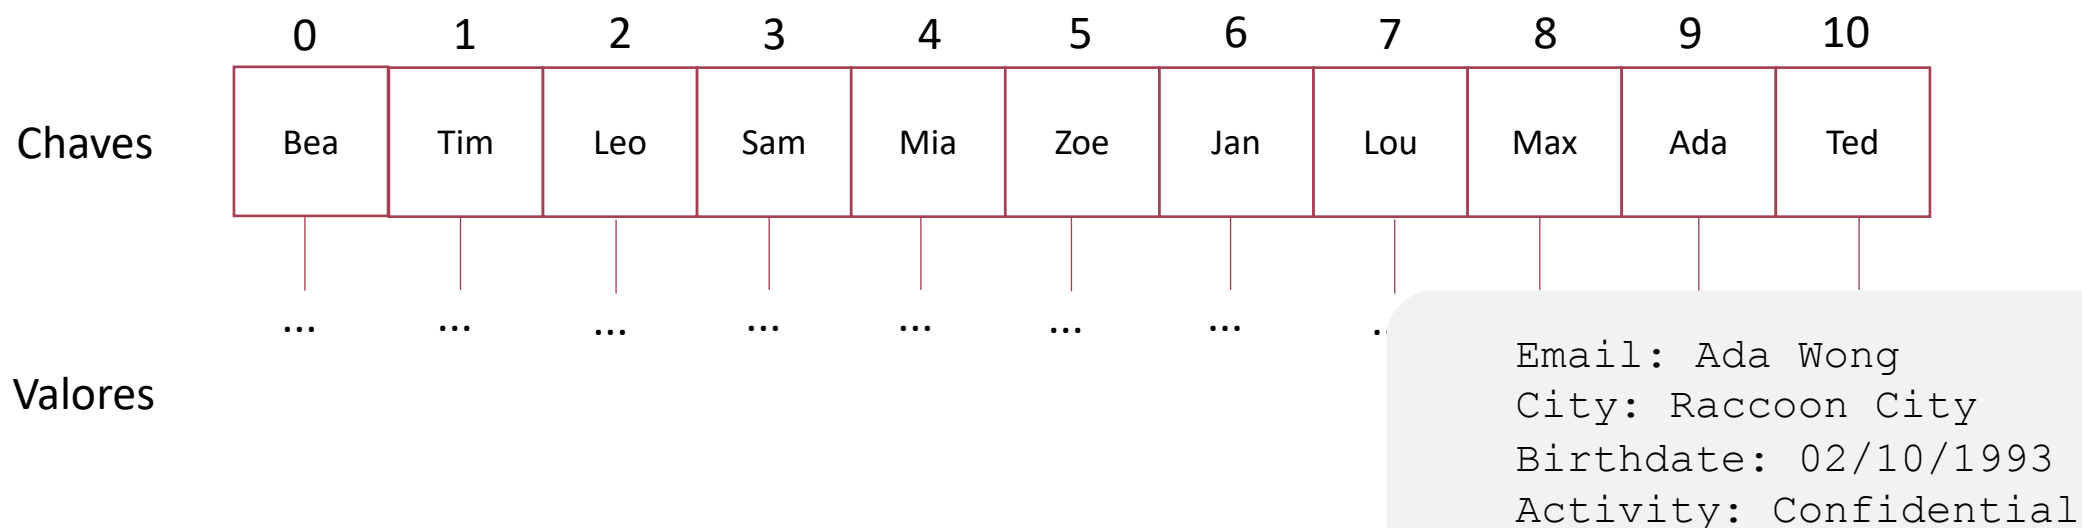 0 1 2 3 4 5 6 7 8 9 10
Chaves Bea Tim Leo Sam Mia Zoe Jan Lou Max Ada Ted
... ... ... ... ... ... ... ..
Valores
Email: Ada Wong
City: Raccoon City
Birthdate: 02/10/1993
Activity: Confidential